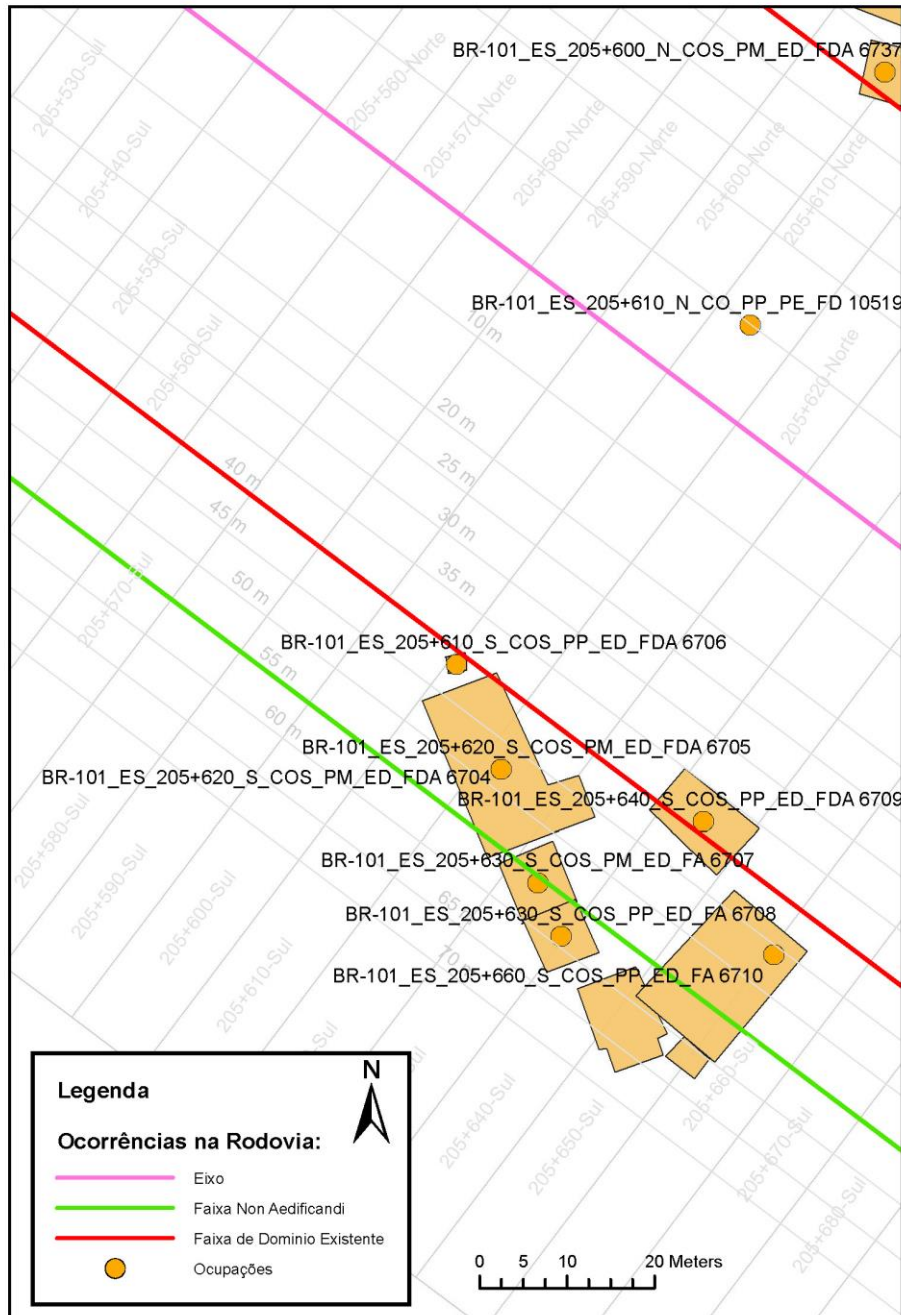 BR-101_ES_205+600_N_COS_PM_ED_FDA 6737
205+530-Sul
205+560-Norte
205+570-Norte
205+540-Sul
205+580-Norte
205+590-Norte
205+600-Norte
205+610-Norte
205+550-Sul
BR-101_ES_205+610_N_CO_PP_PE_FD 10519
10 m
205+560-Sul
205+620-Norte
20 m
40 m
25 m
45 m
30 m
50 m
35 m
205+570-Sul
BR-101_ES_205+610_S_COS_PP_ED_FDA 6706
55 m
60 m
BR-101_ES_205+620_S_COS_PM_ED_FDA 6705
BR-101_ES_205+620_S_COS_PM_ED_FDA 6704
BR-101_ES_205+640_S_COS_PP_ED_FDA 6709
205+580-Sul
BR-101_ES_205+630_S_COS_PM_ED_FA 6707
205+590-Sul
65
BR-101_ES_205+630_S_COS_PP_ED_FA 6708
205+600-Sul
70
BR-101_ES_205+660_S_COS_PP_ED_FA 6710
205+610-Sul
205+640-Sul
205+650-Sul
205+660-Sul
205+670-Sul
205+680-Sul
N
Legenda
Ocorrências na Rodovia:
Eixo
Faixa Non Aedificandi
Faixa de Dominio Existente
Ocupações
0 5 10 20 Meters